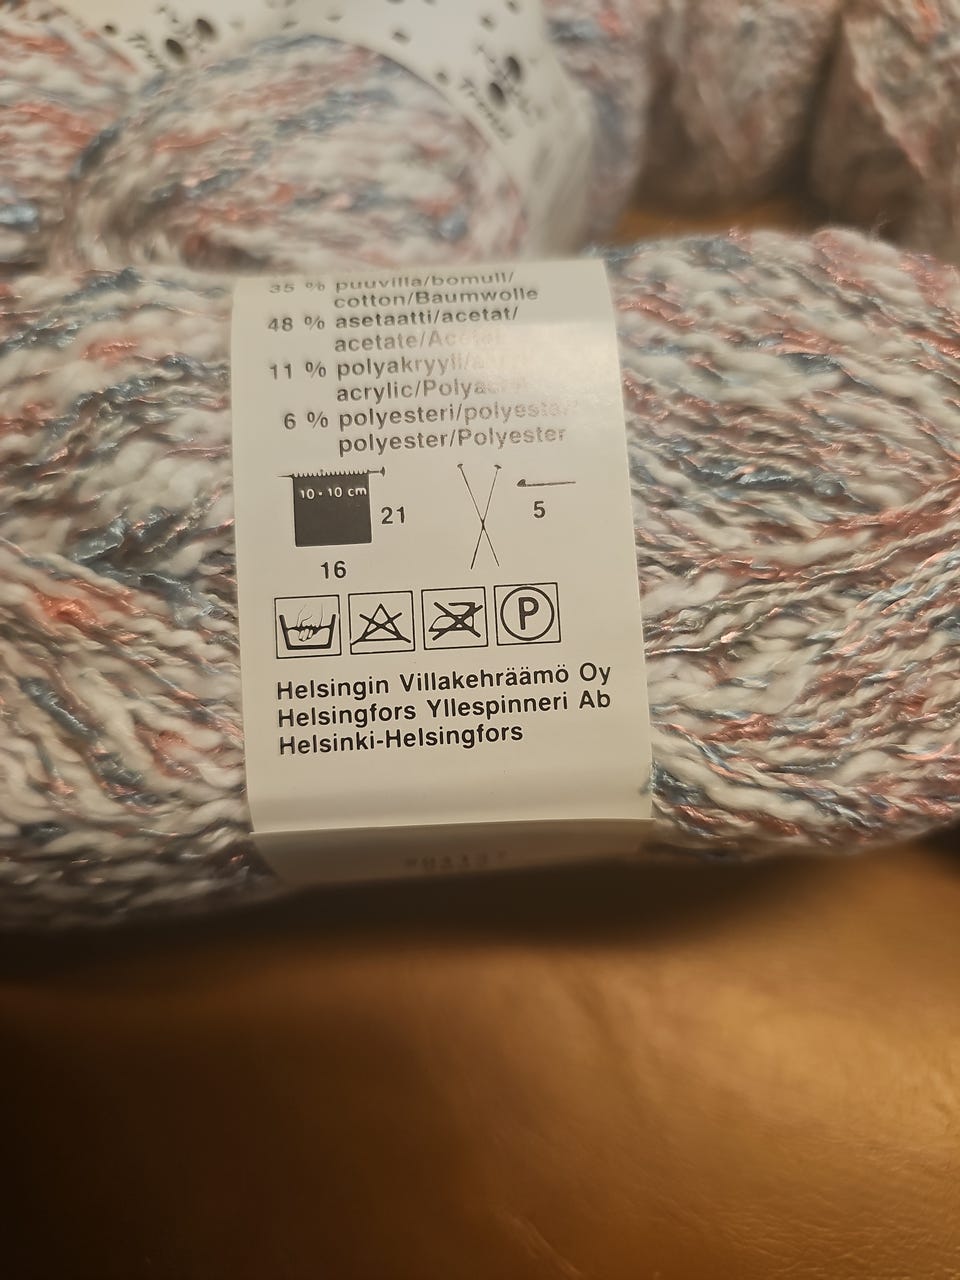 35 % puuvilla/bomull/
cotton/Baumwolle
48 % asetaatti/acetat/
acetate/
11 % polyakryyli/
acrylic/
6 % polyesteri/polyester/
polyester/Polyester
10 · 10 cm
21
5
16
P
Helsingin Villakehräämö Oy
Helsingfors Yllespinneri Ab
Helsinki-Helsingfors